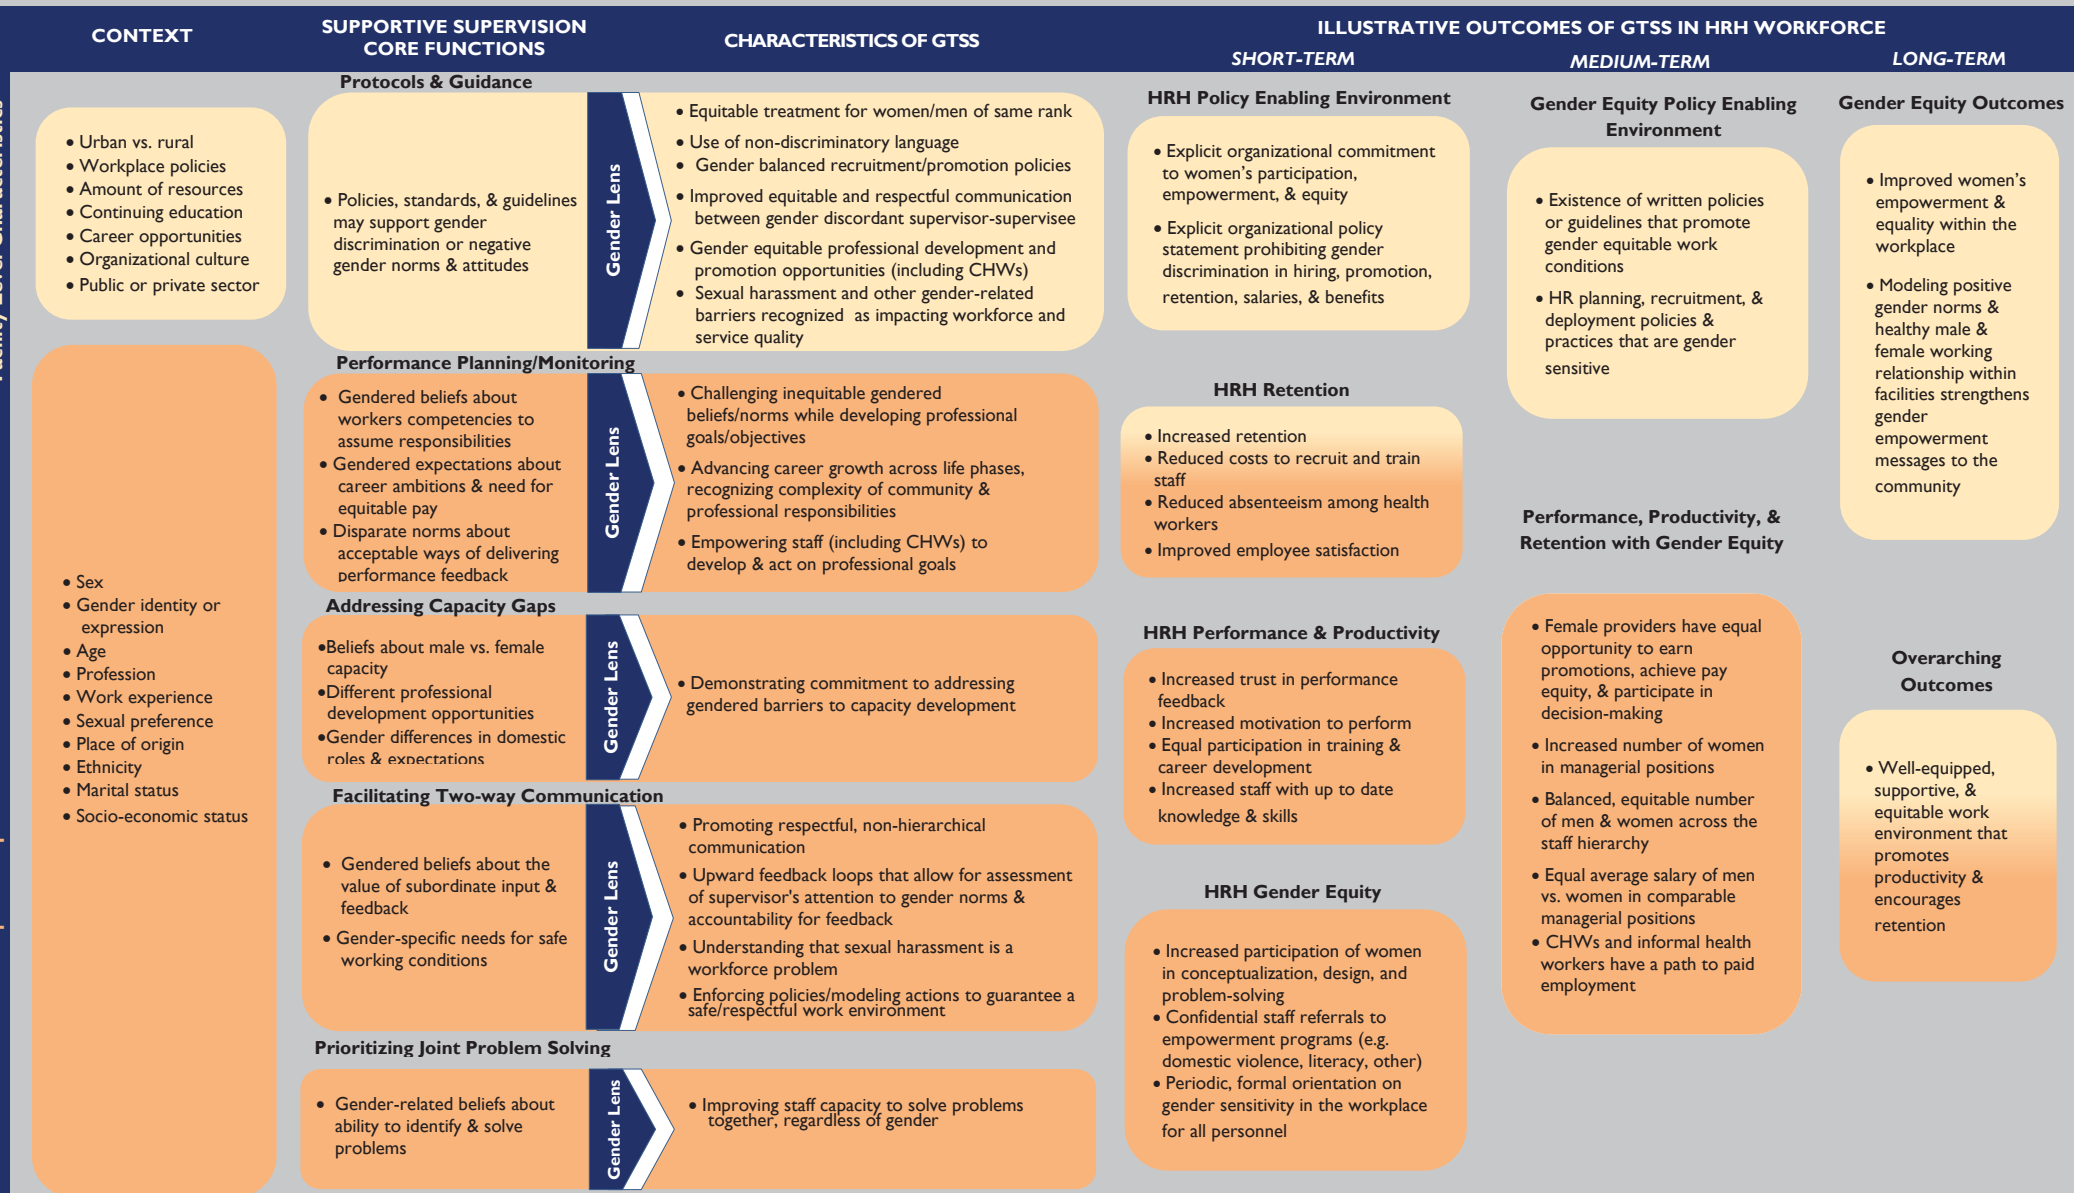 CONTEXT
SUPPORTIVE SUPERVISION
CORE FUNCTIONS
CHARACTERISTICS OF GTSS
ILLUSTRATIVE OUTCOMES OF GTSS IN HRH WORKFORCE
SHORT-TERM
MEDIUM-TERM
LONG-TERM
• Urban vs. rural
• Workplace policies
• Amount of resources
• Continuing education
• Career opportunities
• Organizational culture
• Public or private sector
• Sex
• Gender identity or
expression
• Age
• Profession
• Work experience
• Sexual preference
• Place of origin
• Ethnicity
• Marital status
• Socio-economic status
Protocols & Guidance
• Policies, standards, & guidelines
may support gender
discrimination or negative
gender norms & attitudes
Gender Lens
• Equitable treatment for women/men of same rank
• Use of non-discriminatory language
• Gender balanced recruitment/promotion policies
• Improved equitable and respectful communication
between gender discordant supervisor-supervisee
• Gender equitable professional development and
promotion opportunities (including CHWs)
• Sexual harassment and other gender-related
barriers recognized as impacting workforce and
service quality
Performance Planning/Monitoring
• Gendered beliefs about
workers competencies to
assume responsibilities
• Gendered expectations about
career ambitions & need for
equitable pay
• Disparate norms about
acceptable ways of delivering
performance feedback
Gender Lens
• Challenging inequitable gendered
beliefs/norms while developing professional
goals/objectives
• Advancing career growth across life phases,
recognizing complexity of community &
professional responsibilities
• Empowering staff (including CHWs) to
develop & act on professional goals
Addressing Capacity Gaps
•Beliefs about male vs. female
capacity
•Different professional
development opportunities
•Gender differences in domestic
roles & expectations
Gender Lens
• Demonstrating commitment to addressing
gendered barriers to capacity development
Facilitating Two-way Communication
• Gendered beliefs about the
value of subordinate input &
feedback
• Gender-specific needs for safe
working conditions
Gender Lens
• Promoting respectful, non-hierarchical
communication
• Upward feedback loops that allow for assessment
of supervisor's attention to gender norms &
accountability for feedback
• Understanding that sexual harassment is a
workforce problem
• Enforcing policies/modeling actions to guarantee a
safe/respectful work environment
Prioritizing Joint Problem Solving
• Gender-related beliefs about
ability to identify & solve
problems
Gender Lens
• Improving staff capacity to solve problems
together, regardless of gender
HRH Policy Enabling Environment
• Explicit organizational commitment
to women's participation,
empowerment, & equity
• Explicit organizational policy
statement prohibiting gender
discrimination in hiring, promotion,
retention, salaries, & benefits
HRH Retention
• Increased retention
• Reduced costs to recruit and train
staff
• Reduced absenteeism among health
workers
• Improved employee satisfaction
HRH Performance & Productivity
• Increased trust in performance
feedback
• Increased motivation to perform
• Equal participation in training &
career development
• Increased staff with up to date
knowledge & skills
HRH Gender Equity
• Increased participation of women
in conceptualization, design, and
problem-solving
• Confidential staff referrals to
empowerment programs (e.g.
domestic violence, literacy, other)
• Periodic, formal orientation on
gender sensitivity in the workplace
for all personnel
Gender Equity Policy Enabling
Environment
• Existence of written policies
or guidelines that promote
gender equitable work
conditions
• HR planning, recruitment, &
deployment policies &
practices that are gender
sensitive
Performance, Productivity, &
Retention with Gender Equity
• Female providers have equal
opportunity to earn
promotions, achieve pay
equity, & participate in
decision-making
• Increased number of women
in managerial positions
• Balanced, equitable number
of men & women across the
staff hierarchy
• Equal average salary of men
vs. women in comparable
managerial positions
• CHWs and informal health
workers have a path to paid
employment
Gender Equity Outcomes
• Improved women's
empowerment &
equality within the
workplace
• Modeling positive
gender norms &
healthy male &
female working
relationship within
facilities strengthens
gender
empowerment
messages to the
community
Overarching
Outcomes
• Well-equipped,
supportive, &
equitable work
environment that
promotes
productivity &
encourages
retention